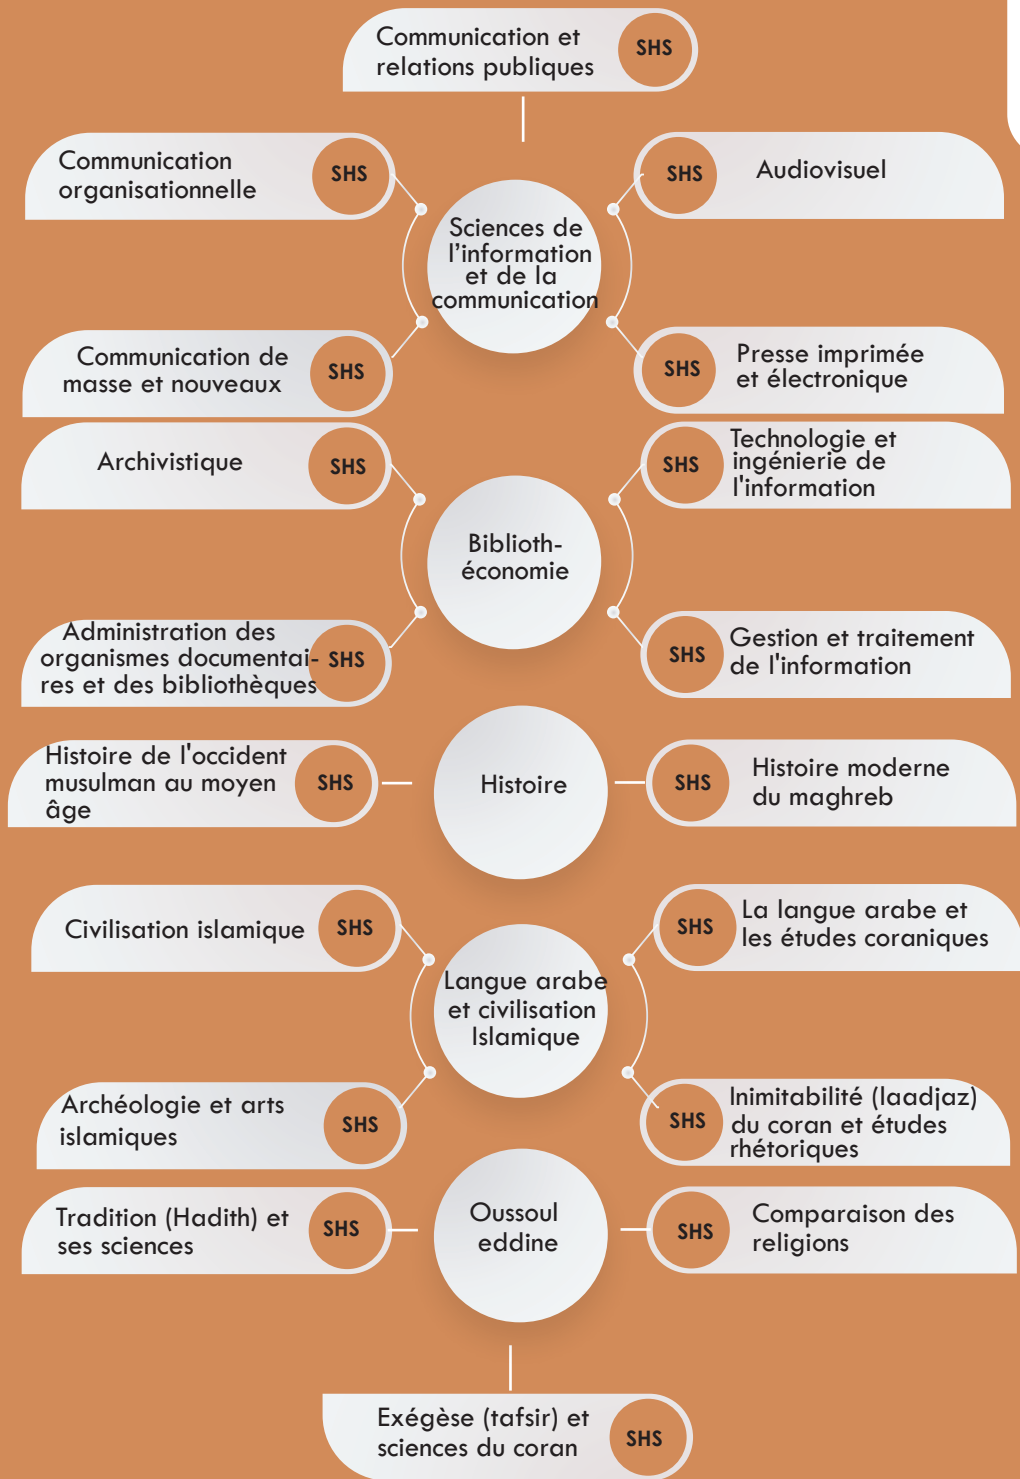 Communication et
relations publiques
SHS
Communication
organisationnelle
SHS
SHS
Audiovisuel
Sciences de
l'information
et de la
communication
Communication de
masse et nouveaux
SHS
SHS
Presse imprimée
et électronique
Archivistique
SHS
SHS
Technologie et
ingénierie de
l'information
Biblioth-
économie
Administration des
organismes documentai-
res et des bibliothèques
SHS
SHS
Gestion et traitement
de l'information
Histoire de l'occident
musulman au moyen
âge
SHS
Histoire
SHS
Histoire moderne
du maghreb
Civilisation islamique
SHS
SHS
La langue arabe et
les études coraniques
Langue arabe
et civilisation
Islamique
Archéologie et arts
islamiques
SHS
SHS
Inimitabilité (laadjaz)
du coran et études
rhétoriques
Tradition (Hadith) et
ses sciences
SHS
Oussoul
eddine
SHS
Comparaison des
religions
Exégèse (tafsir) et
sciences du coran
SHS